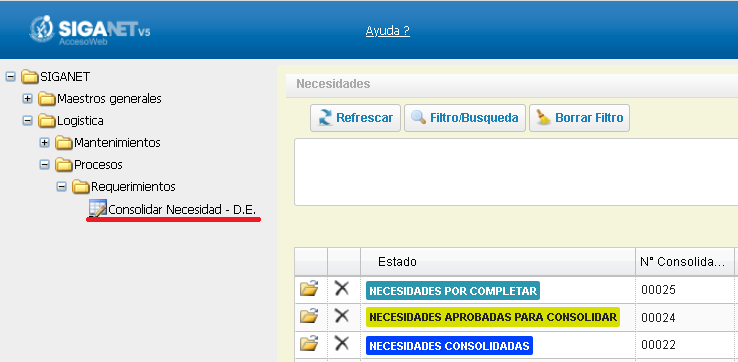 SIGANET V5
AccesoWeb
Ayuda ?
SIGANET
Maestros generales
Logistica
Mantenimientos
Procesos
Requerimientos
Consolidar Necesidad - D.E.
Necesidades
Refrescar Filtro/Busqueda Borrar Filtro
Estado N° Consolida...
NECESIDADES POR COMPLETAR 00025
NECESIDADES APROBADAS PARA CONSOLIDAR 00024
NECESIDADES CONSOLIDADAS 00022